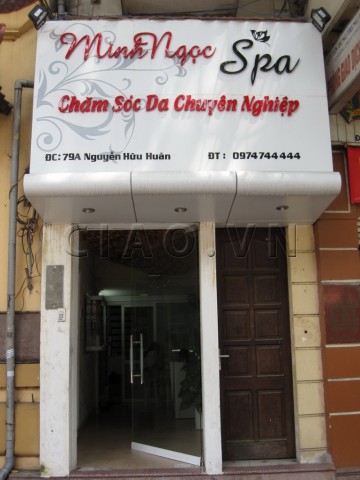 Minh Ngọc Spa
Chăm Sóc Da Chuyên Nghiệp
ĐC: 79A Nguyễn Hữu Huân ĐT : 0974744444
CIAO.VN